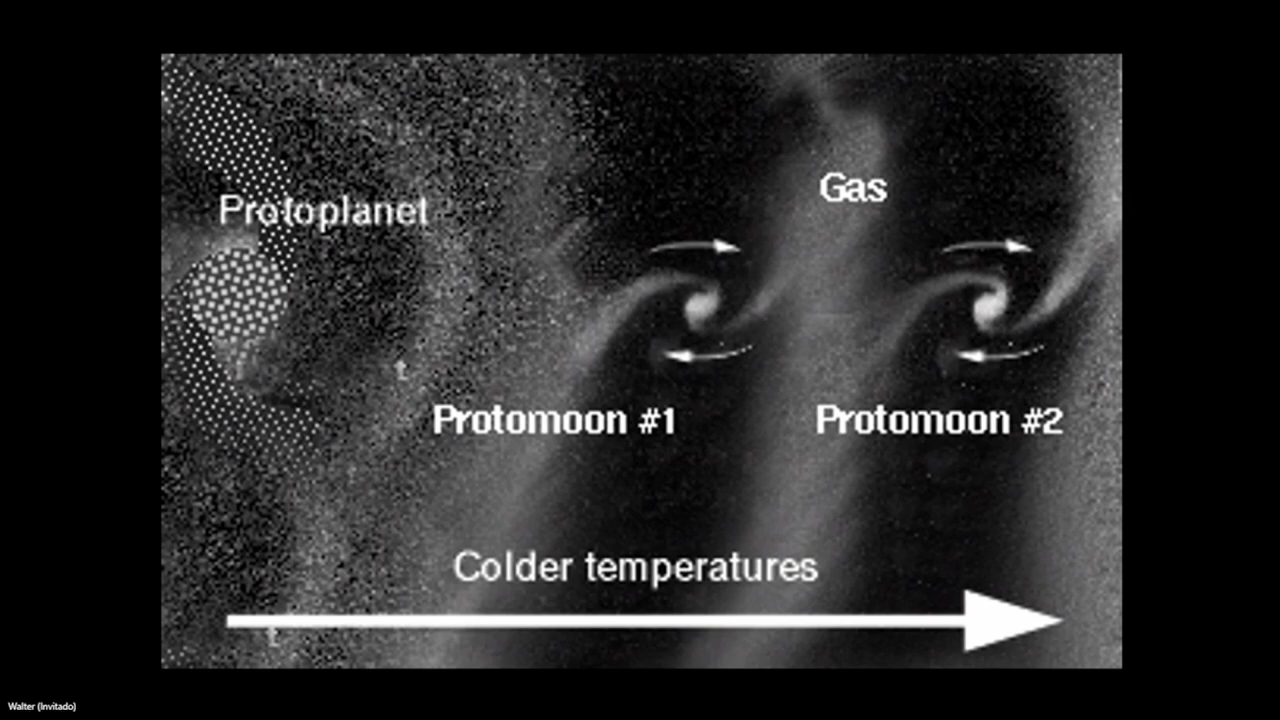 Gas
Protoplanet
t
Protomoon #1
Protomoon #2
Colder temperatures
t
Walter (Invitado)